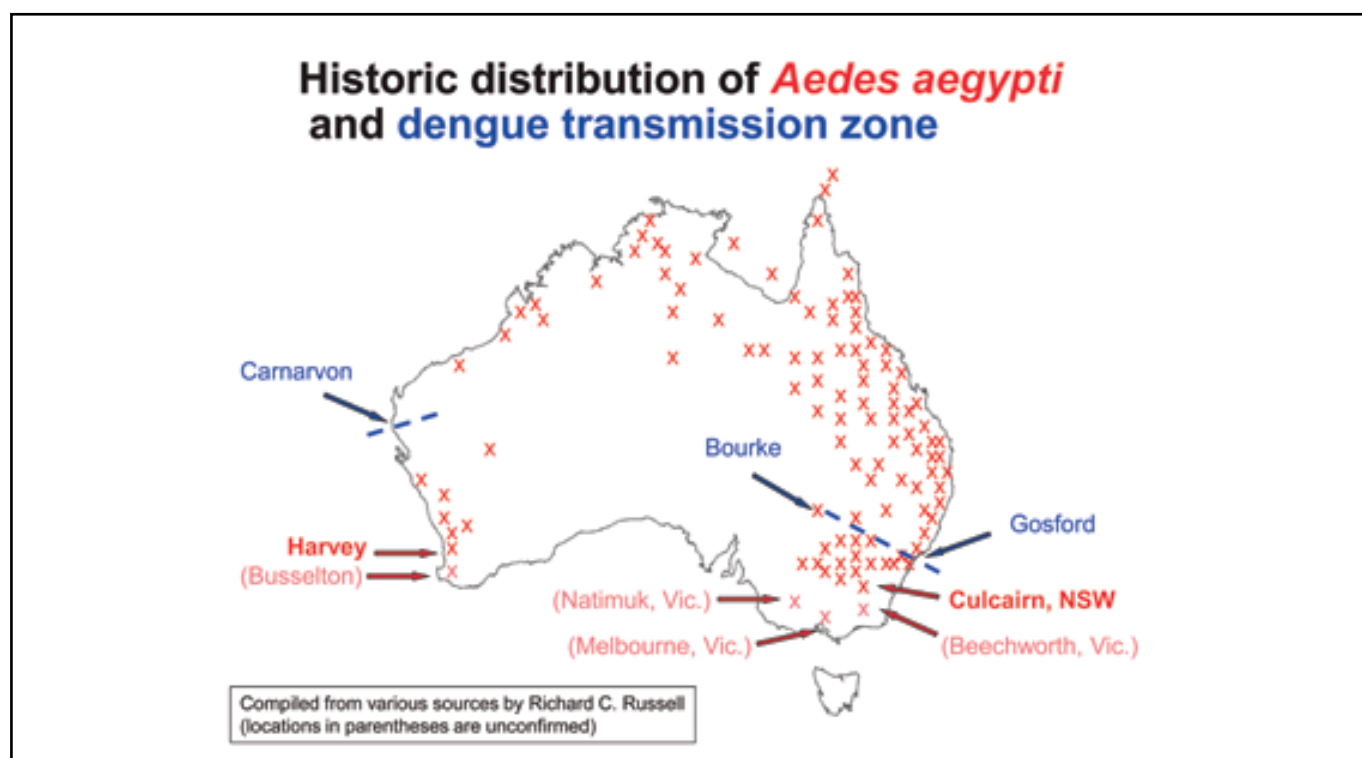 Historic distribution of Aedes aegypti
and dengue transmission zone
Carnarvon
Bourke
Gosford
Harvey
(Busselton)
(Natimuk, Vic.)
Culcairn, NSW
(Melbourne, Vic.)
(Beechworth, Vic.)
Compiled from various sources by Richard C. Russell
(locations in parentheses are unconfirmed)